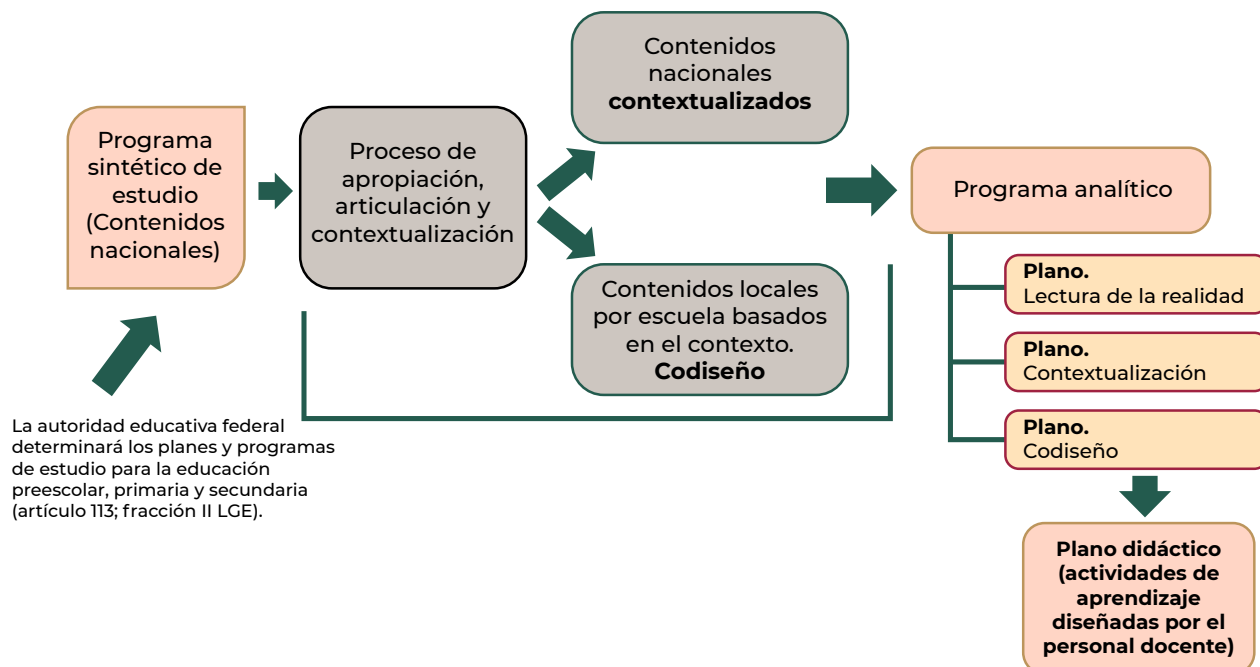 Programa
sintético de
estudio
(Contenidos
nacionales)
Proceso de
apropiación,
articulación y
contextualización
Contenidos
nacionales
contextualizados
Contenidos locales
por escuela basados
en el contexto.
Codiseño
Programa analítico
Plano.
Lectura de la realidad
Plano.
Contextualización
Plano.
Codiseño
Plano didáctico
(actividades de
aprendizaje
diseñadas por el
personal docente)
La autoridad educativa federal
determinará los planes y programas
de estudio para la educación
preescolar, primaria y secundaria
(artículo 113; fracción II LGE).